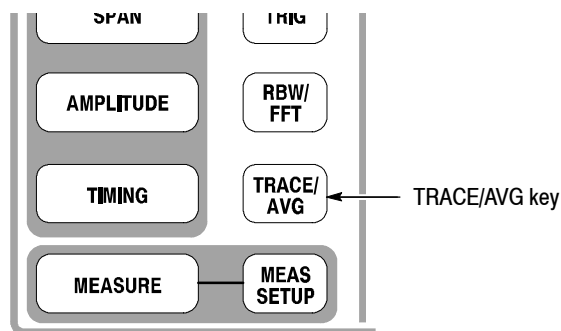 SPAN
TRIG
AMPLITUDE
RBW/
FFT
TIMING
TRACE/
AVG
TRACE/AVG key
MEASURE
MEAS
SETUP